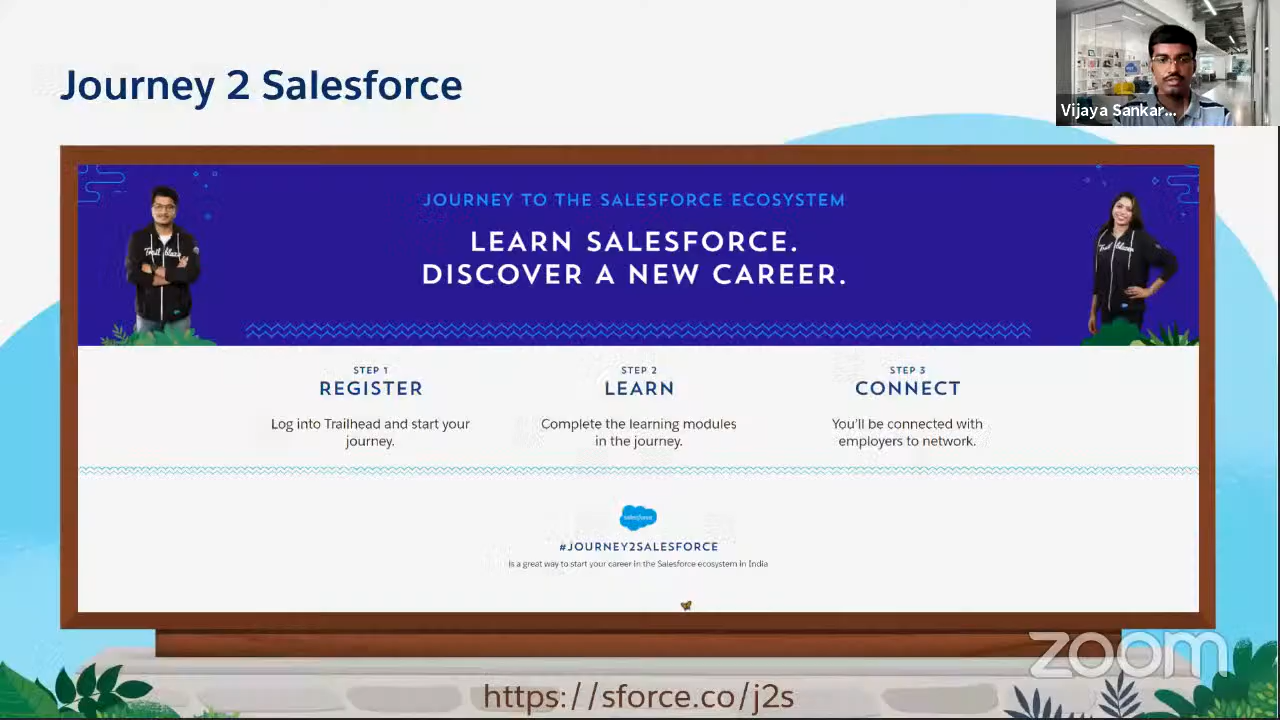 Journey 2 Salesforce
Vijaya Sankar...
JOURNEY TO THE SALESFORCE ECOSYSTEM
LEARN SALESFORCE.
DISCOVER A NEW CAREER.
STEP 1
REGISTER
Log into Trailhead and start your
journey.
STEP 2
LEARN
Complete the learning modules
in the journey.
STEP 3
CONNECT
You'll be connected with
employers to network.
salesforce
#JOURNEY2SALESFORCE
is a great way to start your career in the Salesforce ecosystem in India
zoom
https://sforce.co/j2s